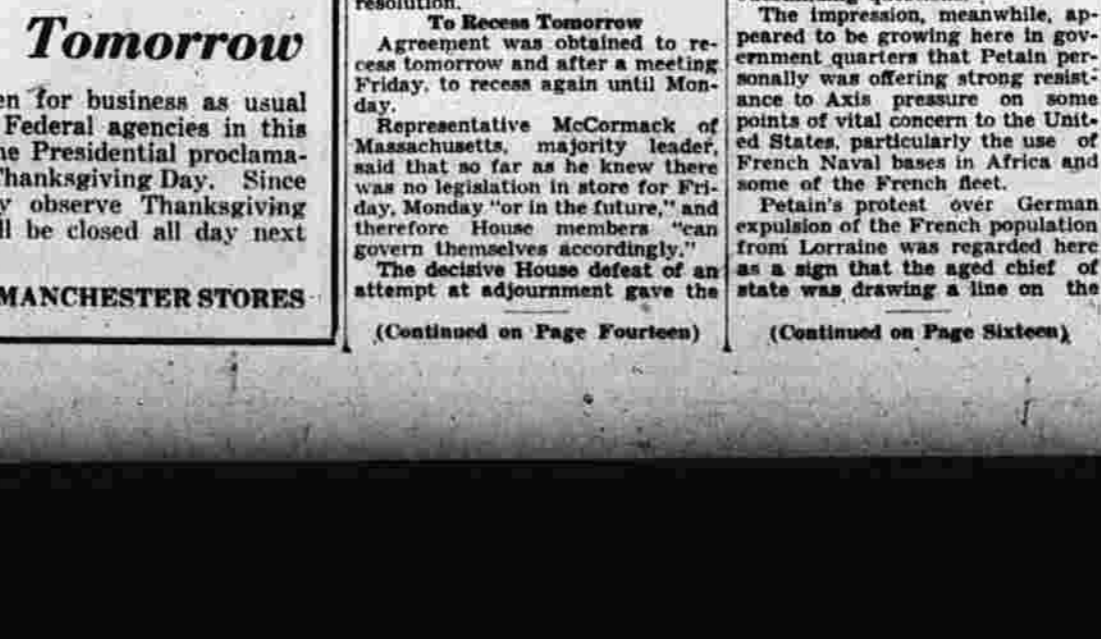 Tomorrow
for business as usual
Federal agencies in this
Presidential proclama-
Thanksgiving Day. Since
observe Thanksgiving
be closed all day next
MANCHESTER STORES
resolution.
To Recess Tomorrow
Agreement was obtained to re-
cess tomorrow and after a meeting
Friday, to recess again until Mon-
day.
Representative McCormack of
Massachusetts, majority leader,
said that so far as he knew there
was no legislation in store for Fri-
day, Monday "or in the future," and
therefore House members "can
govern themselves accordingly."
The decisive House defeat of an
attempt at adjournment gave the
(Continued on Page Fourteen)
The impression, meanwhile, ap-
peared to be growing here in gov-
ernment quarters that Petain per-
sonally was offering strong resist-
ance to Axis pressure on some
points of vital concern to the Unit-
ed States, particularly the use of
French Naval bases in Africa and
some of the French fleet.
Petain's protest over German
expulsion of the French population
from Lorraine was regarded here
as a sign that the aged chief of
state was drawing a line on the
(Continued on Page Sixteen)